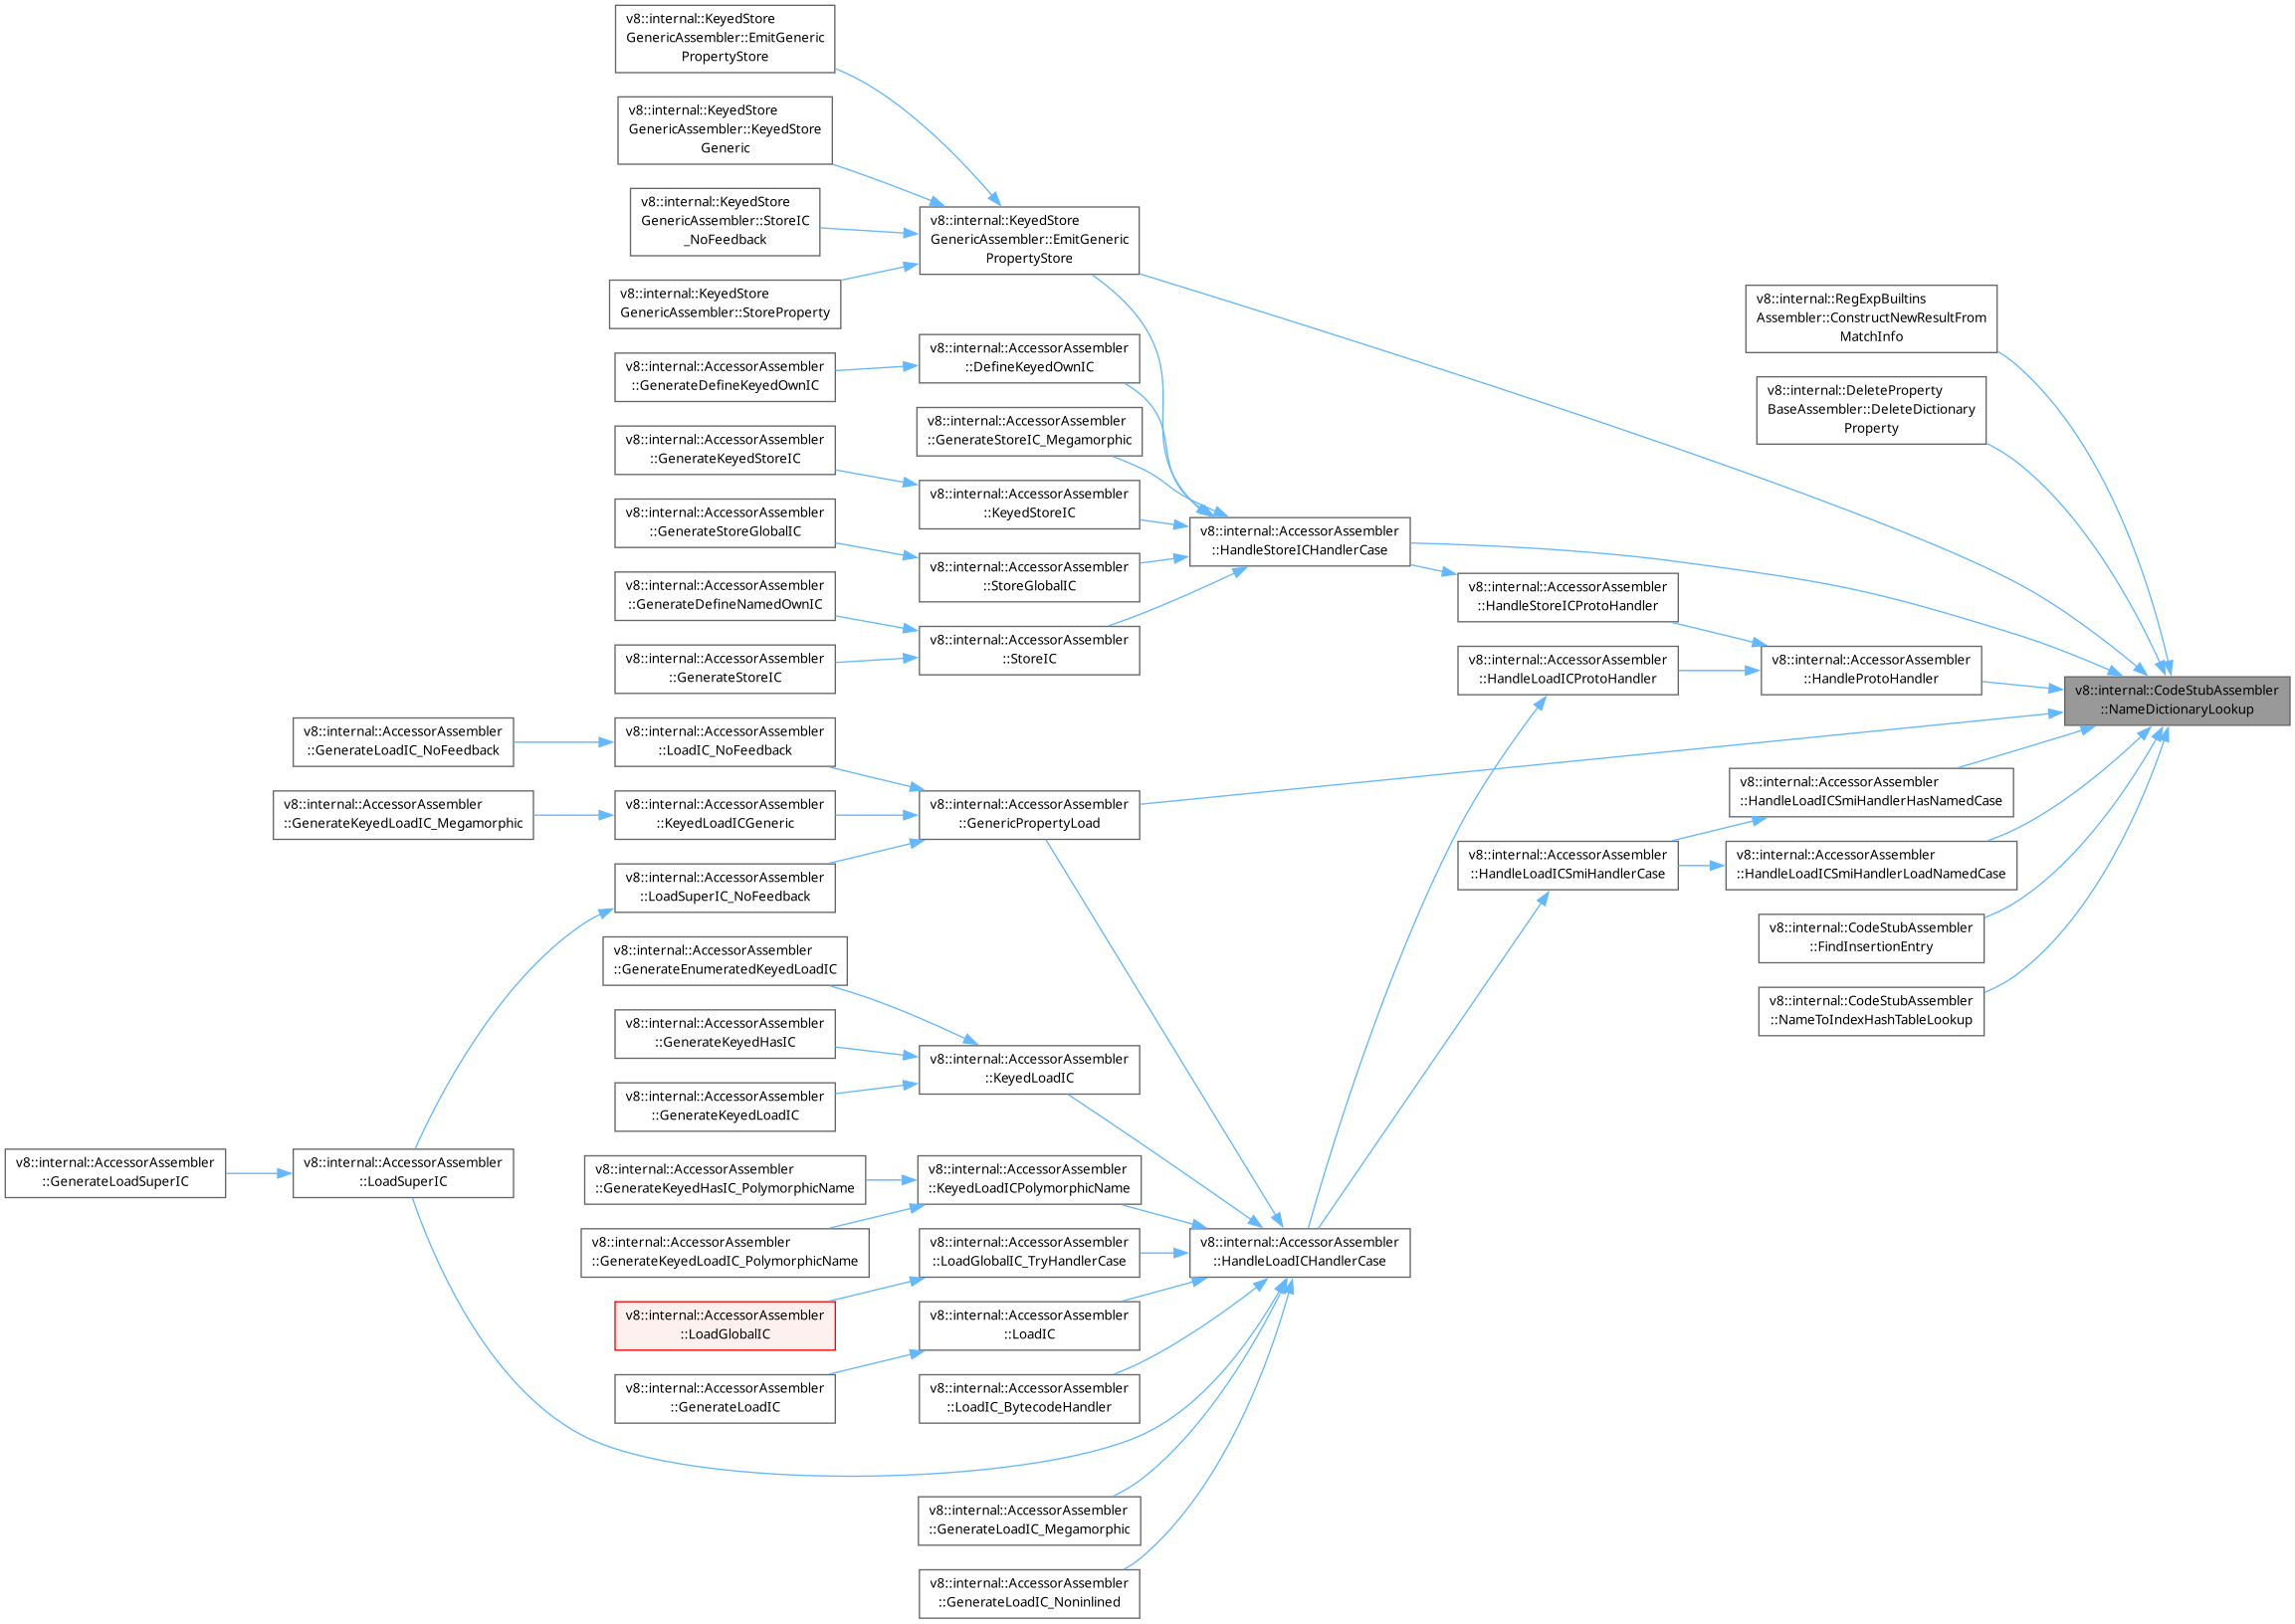 v8::internal::KeyedStore
GenericAssembler::EmitGeneric
PropertyStore
v8::internal::KeyedStore
GenericAssembler::KeyedStore
Generic
v8::internal::KeyedStore
GenericAssembler::StoreIC
_NoFeedback
v8::internal::KeyedStore
GenericAssembler::StoreProperty
v8::internal::AccessorAssembler
::GenerateDefineKeyedOwnIC
v8::internal::AccessorAssembler
::GenerateKeyedStoreIC
v8::internal::AccessorAssembler
::GenerateStoreGlobalIC
v8::internal::AccessorAssembler
::GenerateDefineNamedOwnIC
v8::internal::AccessorAssembler
::GenerateStoreIC
v8::internal::KeyedStore
GenericAssembler::EmitGeneric
PropertyStore
v8::internal::AccessorAssembler
::DefineKeyedOwnIC
v8::internal::AccessorAssembler
::GenerateStoreIC_Megamorphic
v8::internal::AccessorAssembler
::KeyedStoreIC
v8::internal::AccessorAssembler
::StoreGlobalIC
v8::internal::AccessorAssembler
::StoreIC
v8::internal::AccessorAssembler
::HandleStoreICHandlerCase
v8::internal::AccessorAssembler
::HandleStoreICProtoHandler
v8::internal::AccessorAssembler
::HandleLoadICProtoHandler
v8::internal::RegExpBuiltins
Assembler::ConstructNewResultFrom
MatchInfo
v8::internal::DeleteProperty
BaseAssembler::DeleteDictionary
Property
v8::internal::AccessorAssembler
::HandleProtoHandler
v8::internal::CodeStubAssembler
::NameDictionaryLookup
v8::internal::AccessorAssembler
::GenerateLoadIC_NoFeedback
v8::internal::AccessorAssembler
::LoadIC_NoFeedback
v8::internal::AccessorAssembler
::GenerateKeyedLoadIC_Megamorphic
v8::internal::AccessorAssembler
::KeyedLoadICGeneric
v8::internal::AccessorAssembler
::GenericPropertyLoad
v8::internal::AccessorAssembler
::HandleLoadICSmiHandlerHasNamedCase
v8::internal::AccessorAssembler
::HandleLoadICSmiHandlerCase
v8::internal::AccessorAssembler
::HandleLoadICSmiHandlerLoadNamedCase
v8::internal::CodeStubAssembler
::FindInsertionEntry
v8::internal::CodeStubAssembler
::NameToIndexHashTableLookup
v8::internal::AccessorAssembler
::LoadSuperIC_NoFeedback
v8::internal::AccessorAssembler
::GenerateEnumeratedKeyedLoadIC
v8::internal::AccessorAssembler
::GenerateKeyedHasIC
v8::internal::AccessorAssembler
::KeyedLoadIC
v8::internal::AccessorAssembler
::GenerateKeyedLoadIC
v8::internal::AccessorAssembler
::GenerateLoadSuperIC
v8::internal::AccessorAssembler
::LoadSuperIC
v8::internal::AccessorAssembler
::GenerateKeyedHasIC_PolymorphicName
v8::internal::AccessorAssembler
::KeyedLoadICPolymorphicName
v8::internal::AccessorAssembler
::GenerateKeyedLoadIC_PolymorphicName
v8::internal::AccessorAssembler
::LoadGlobalIC_TryHandlerCase
v8::internal::AccessorAssembler
::HandleLoadICHandlerCase
v8::internal::AccessorAssembler
::LoadGlobalIC
v8::internal::AccessorAssembler
::LoadIC
v8::internal::AccessorAssembler
::GenerateLoadIC
v8::internal::AccessorAssembler
::LoadIC_BytecodeHandler
v8::internal::AccessorAssembler
::GenerateLoadIC_Megamorphic
v8::internal::AccessorAssembler
::GenerateLoadIC_Noninlined